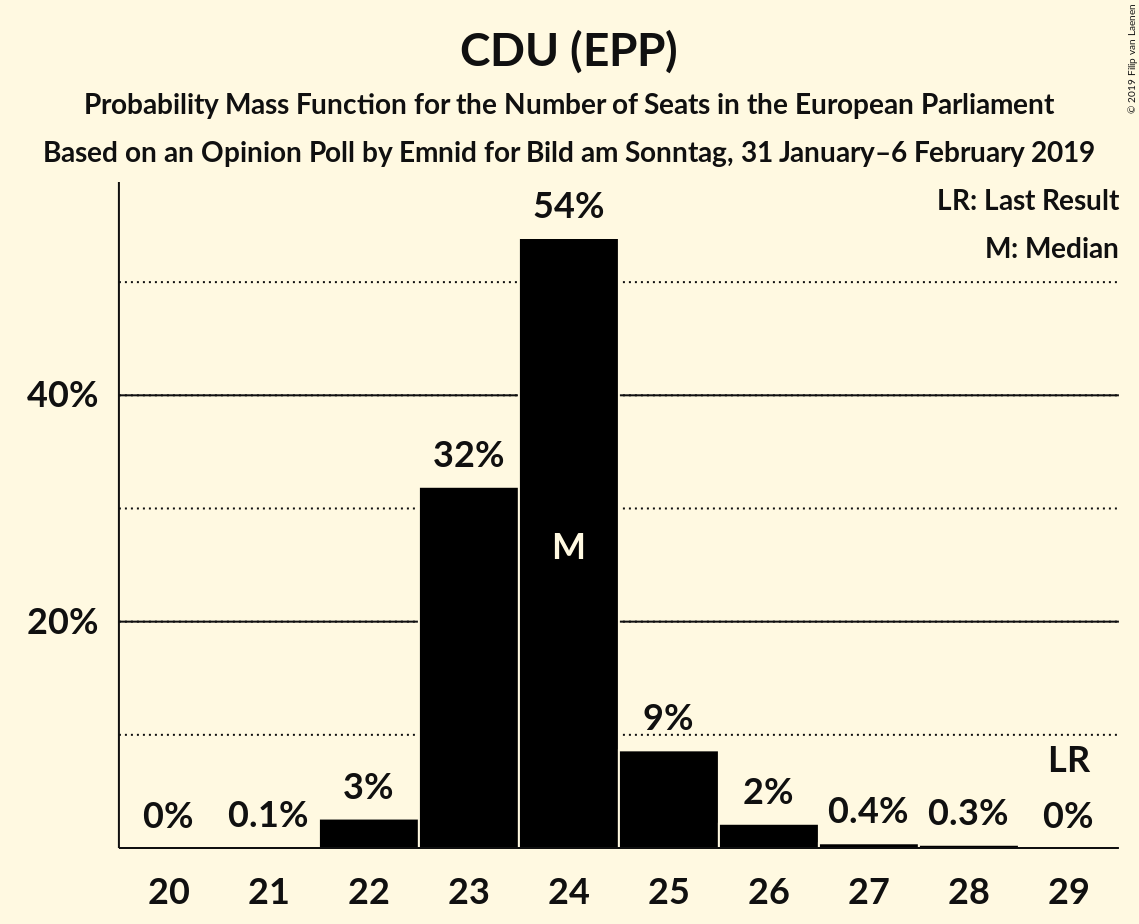 CDU (EPP)
Probability Mass Function for the Number of Seats in the European Parliament
Based on an Opinion Poll by Emnid for Bild am Sonntag, 31 January–6 February 2019
© 2019 Filip van Laenen
LR: Last Result
M: Median
54%
40%
32%
M
20%
9%
LR
3%
2%
0%
0.1%
0.4%
0.3%
0%
20 21 22 23 24 25 26 27 28 29